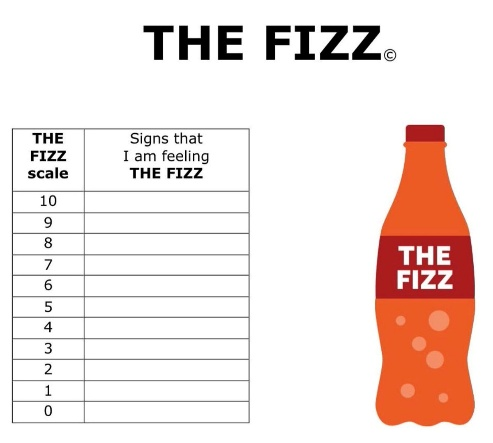 THE FIZZ©
THE
FIZZ
scale
Signs that
I am feeling
THE FIZZ
10
9
8
7
6
5
4
3
2
1
0
THE
FIZZ